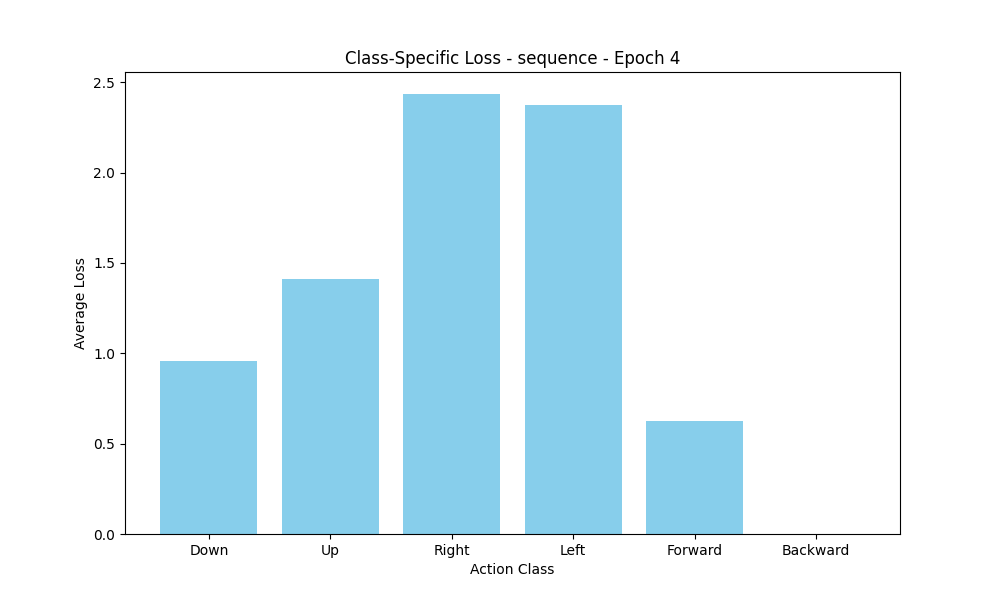 Class-Specific Loss - sequence - Epoch 4
2.5
2.0
1.5
1.0
0.5
0.0
Average Loss
Down Up Right Left Forward Backward
Action Class